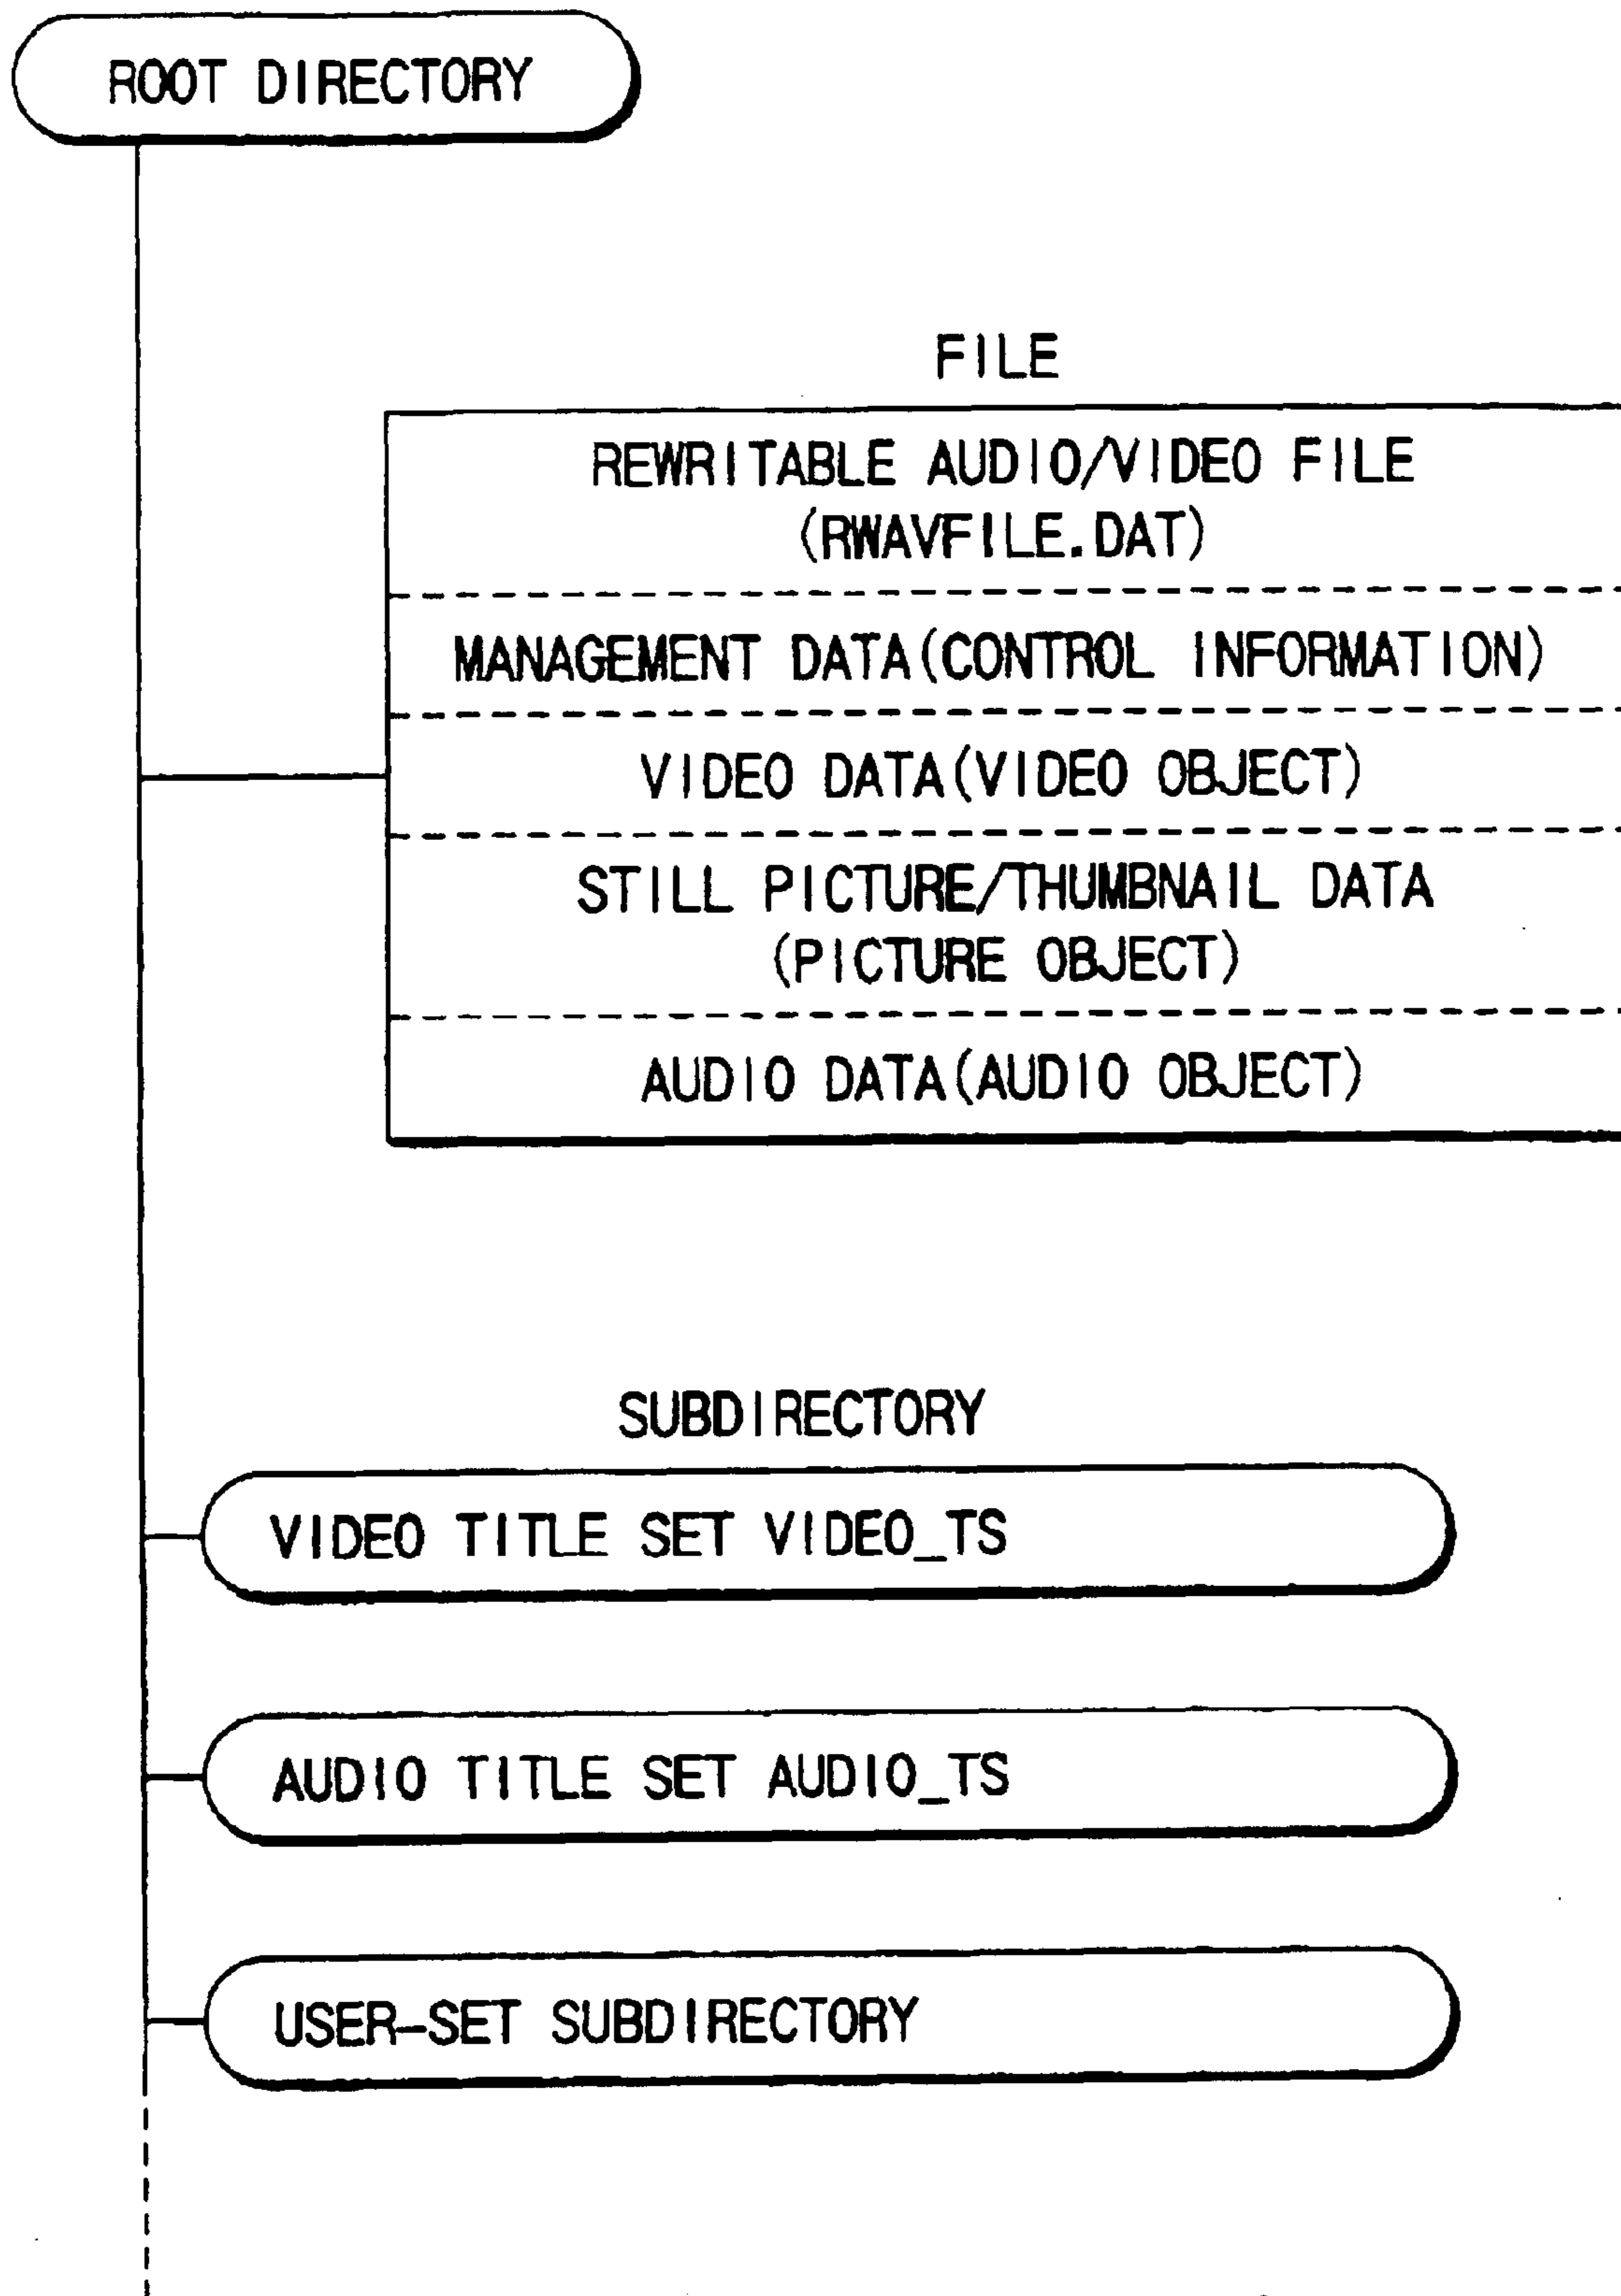 ROOT DIRECTORY
FILE
REWRITABLE AUDIO/VIDEO FILE
(RWAVFILE.DAT)
MANAGEMENT DATA(CONTROL INFORMATION)
VIDEO DATA(VIDEO OBJECT)
STILL PICTURE/THUMBNAIL DATA
(PICTURE OBJECT)
AUDIO DATA(AUDIO OBJECT)
SUBDIRECTORY
VIDEO TITLE SET VIDEO_TS
AUDIO TITLE SET AUDIO_TS
USER-SET SUBDIRECTORY